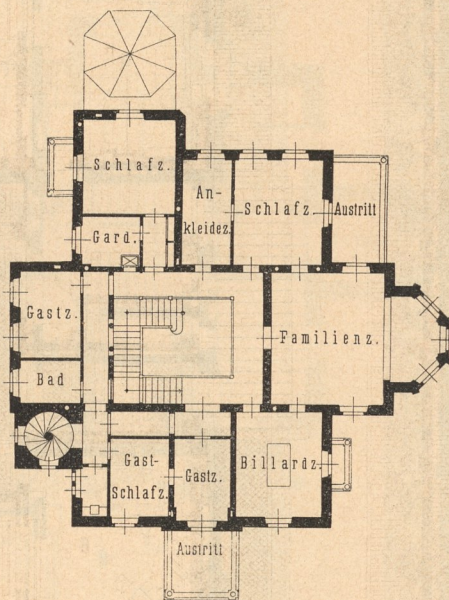 Schlafz.
An-
kleidez.
Schlafz.
Austritt
Gard.
Gastz.
Familienz.
Bad
Gast-
Schlafz.
Gastz.
Billardz.
Austritt